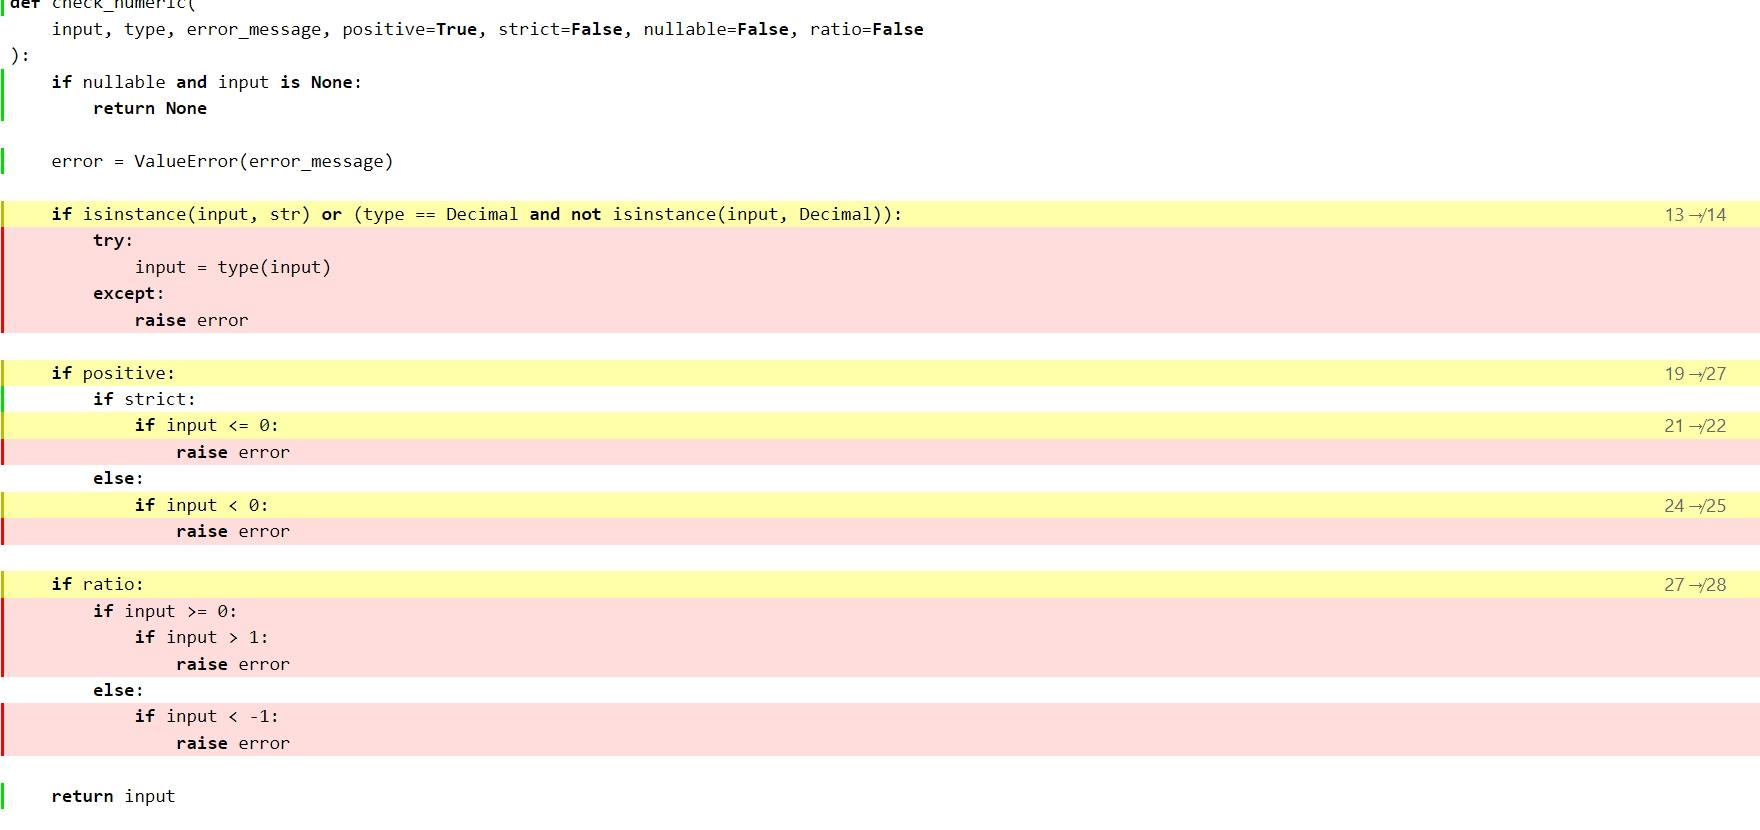 def check_numeric(
    input, type, error_message, positive=True, strict=False, nullable=False, ratio=False
):
    if nullable and input is None:
        return None
    error = ValueError(error_message)
    if isinstance(input, str) or (type == Decimal and not isinstance(input, Decimal)): 13↛14
        try:
            input = type(input)
        except:
            raise error
    if positive: 19↛27
        if strict:
            if input <= 0: 21↛22
                raise error
        else:
            if input < 0: 24↛25
                raise error
    if ratio: 27↛28
        if input >= 0:
            if input > 1:
                raise error
        else:
            if input < -1:
                raise error
    return input